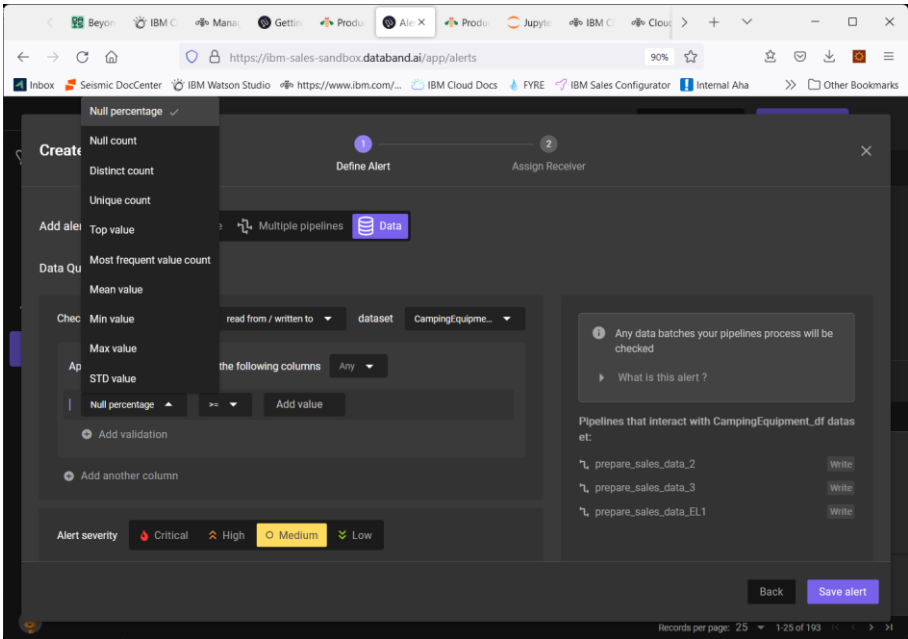 Beyon
IBM C
Manag
Gettin
Produ
Ale
Produ
Jupyte
IBM C
Clou
https://ibm-sales-sandbox.databand.ai/app/alerts
90%
Inbox
Seismic DocCenter
IBM Watson Studio
https://www.ibm.com/...
IBM Cloud Docs
FYRE
IBM Sales Configurator
Internal Aha
Other Bookmarks
Null percentage
Null count
Distinct count
Unique count
Top value
Most frequent value count
Mean value
Min value
Max value
STD value
Create
1
Define Alert
2
Assign Receiver
Add aler
Multiple pipelines
Data
Data Qu
Chec
read from / written to
dataset
CampingEquipme...
Ap
the following columns
Any
Null percentage
>=
Add value
Add validation
Add another column
Any data batches your pipelines process will be
checked
What is this alert ?
Pipelines that interact with CampingEquipment_df datas
et:
prepare_sales_data_2
Write
prepare_sales_data_3
Write
prepare_sales_data_EL1
Write
Alert severity
Critical
High
Medium
Low
Back
Save alert
Records per page: 25
1-25 of 193